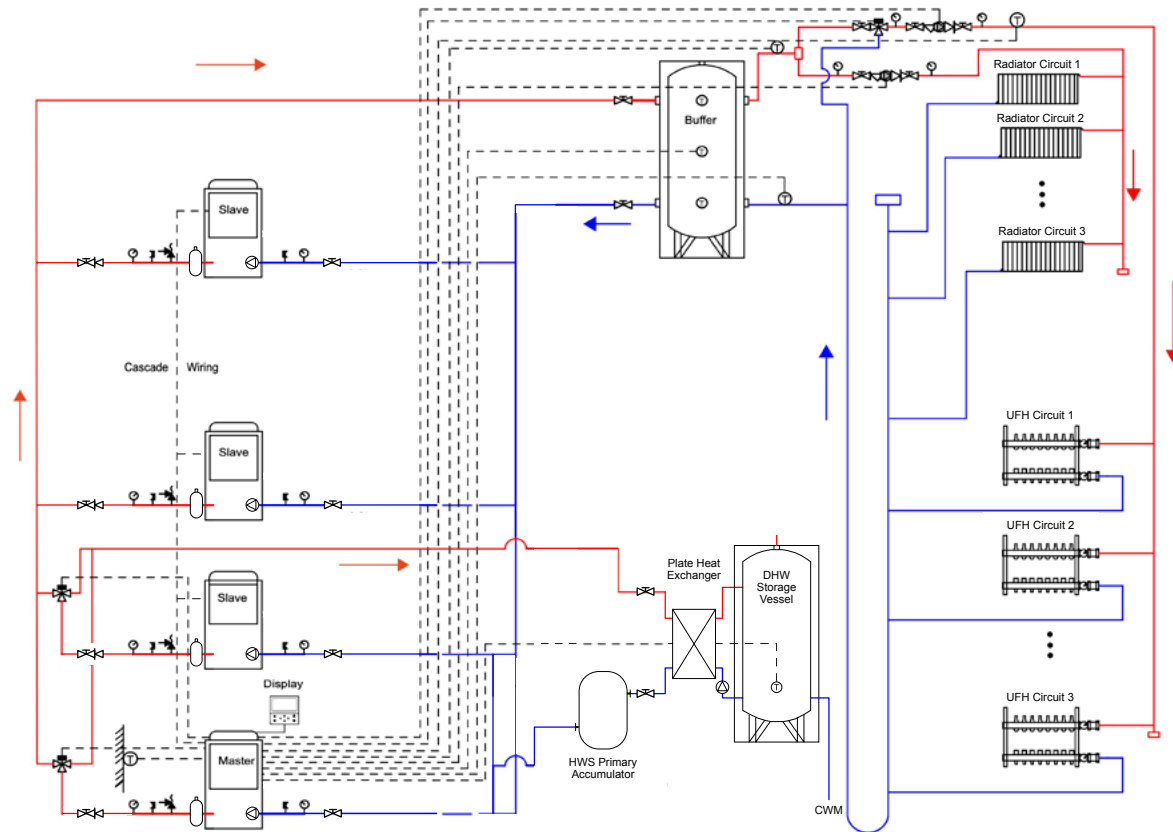 T
T
Radiator Circuit 1
Buffer
T
Radiator Circuit 2
T
T
T
Slave
Radiator Circuit 3
Cascade Wiring
UFH Circuit 1
Slave
UFH Circuit 2
Plate Heat
Exchanger
DHW
Storage
Vessel
Slave
Display
T
UFH Circuit 3
T
Master
HWS Primary
Accumulator
CWM